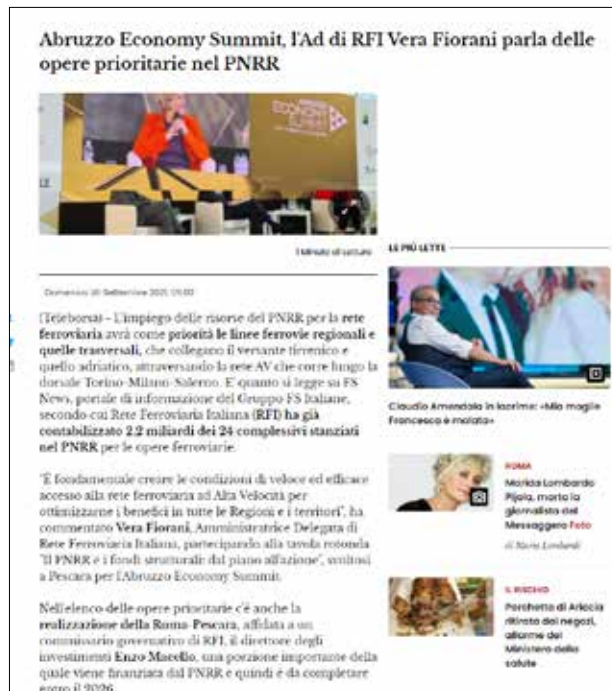 Abruzzo Economy Summit, l'Ad di RFI Vera Fiorani parla delle
opere prioritarie nel PNRR
ECONOMY
1 Minuto di Lettura
(Teleborsa) - L'impiego delle risorse del PNRR per la rete
ferroviaria avrà come priorità le linee ferrovie regionali e
quelle trasversali, che collegano il versante tirrenico e
quello adriatico, attraversando la rete AV che corre lungo la
dorsale Torino-Milano-Salerno. E' quanto si legge su FS
News, portale di informazione del Gruppo FS Italiane,
secondo cui Rete Ferroviaria Italiana (RFI) ha già
contabilizzato 2,2 miliardi dei 24 complessivi stanziati
nel PNRR per le opere ferroviarie.
"È fondamentale creare le condizioni di veloce ed efficace
accesso alla rete ferroviaria ad Alta Velocità per
ottimizzarne i benefici in tutte le Regioni e i territori", ha
commentato Vera Fiorani, Amministratrice Delegata di
Rete Ferroviaria Italiana, partecipando alla tavola rotonda
"Il PNRR e i fondi strutturali: dal piano all'azione", svoltosi
a Pescara per l'Abruzzo Economy Summit.
Nell'elenco delle opere prioritarie c'è anche la
realizzazione della Roma-Pescara, affidata a un
commissario governativo di RFI, il direttore degli
investimenti Enzo Macello, una porzione importante della
quale viene finanziata dal PNRR e quindi è da completare
entro il 2026.
LE PIÙ LETTE
Claudio Amendola in lacrime: «Mia moglie
Francesca è malata»
ROMA
Marida Lombardo
Pijola, morta la
giornalista del
Messaggero Foto
di Maria Lombardi
IL RISCHIO
Porchetta di Ariccia
ritirata dai negozi,
allarme del
Ministero della
salute